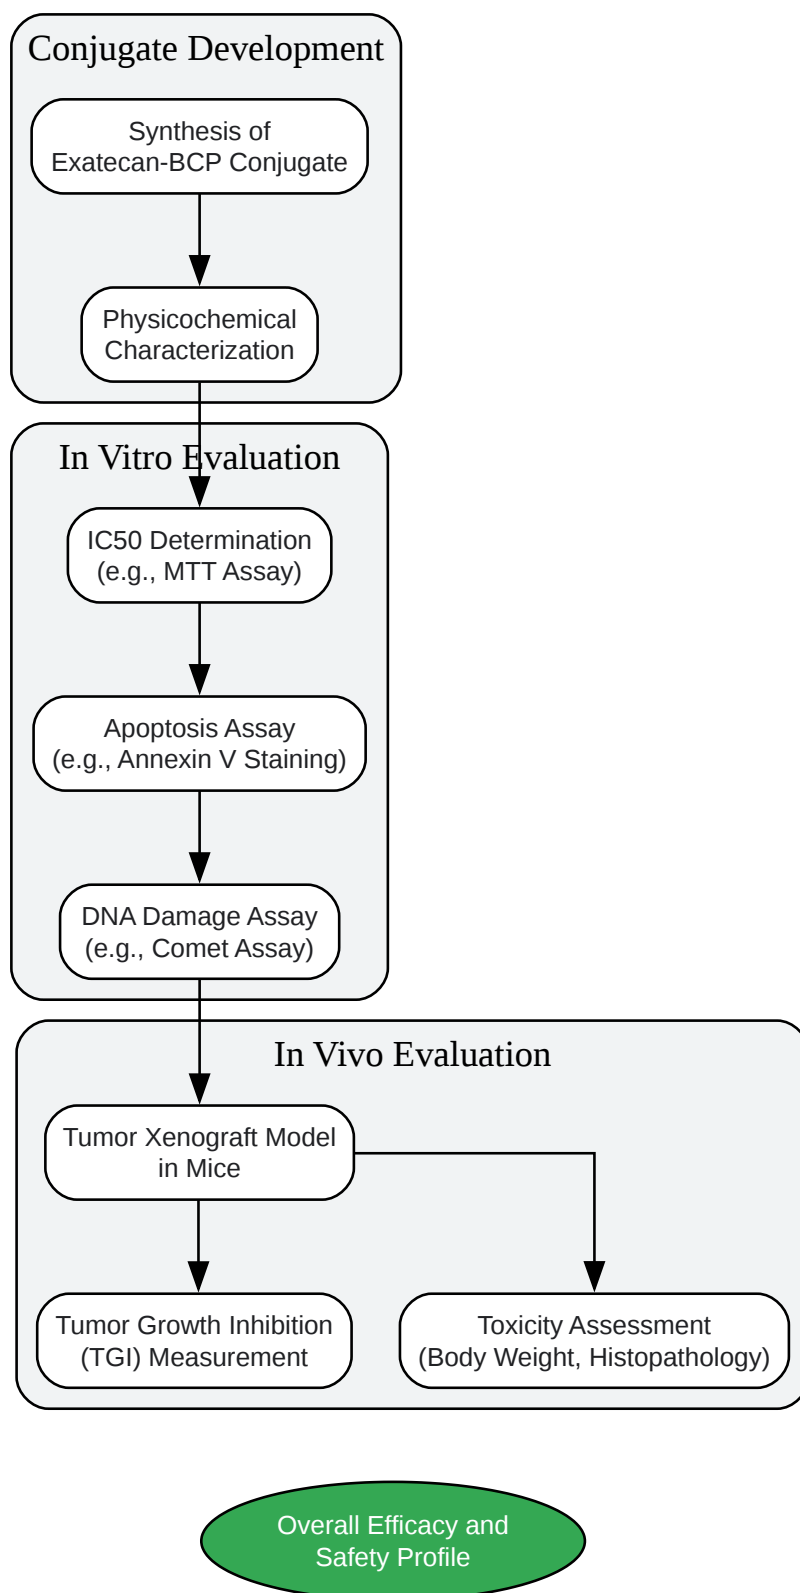 Conjugate Development
Synthesis of
Exatecan-BCP Conjugate
Physicochemical
Characterization
In Vitro Evaluation
IC50 Determination
(e.g., MTT Assay)
Apoptosis Assay
(e.g., Annexin V Staining)
DNA Damage Assay
(e.g., Comet Assay)
In Vivo Evaluation
Tumor Xenograft Model
in Mice
Tumor Growth Inhibition
(TGI) Measurement
Toxicity Assessment
(Body Weight, Histopathology)
Overall Efficacy and
Safety Profile